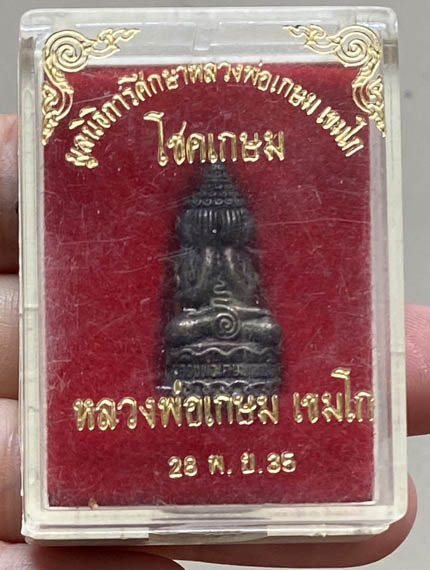 มูลนิธิการศึกษาหลวงพ่อเกษม เขมโก
โชคเกษม
หลวงพ่อเกษม เขมโก
28 พ.ย.35